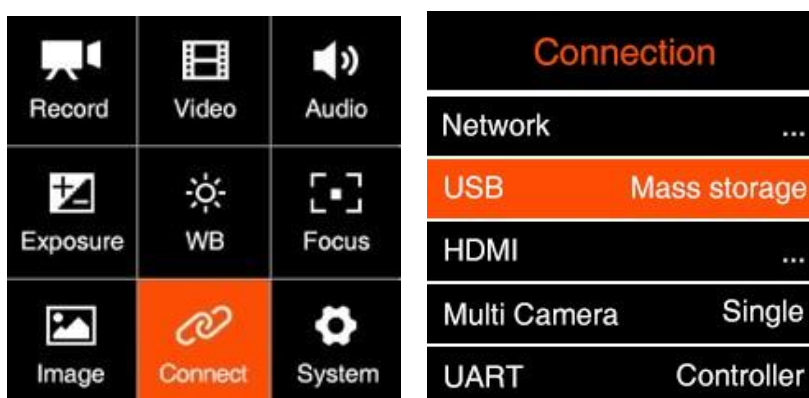 Record Video Audio
Exposure WB Focus
Image Connect System
Connection
Network ...
USB Mass storage
HDMI ...
Multi Camera Single
UART Controller